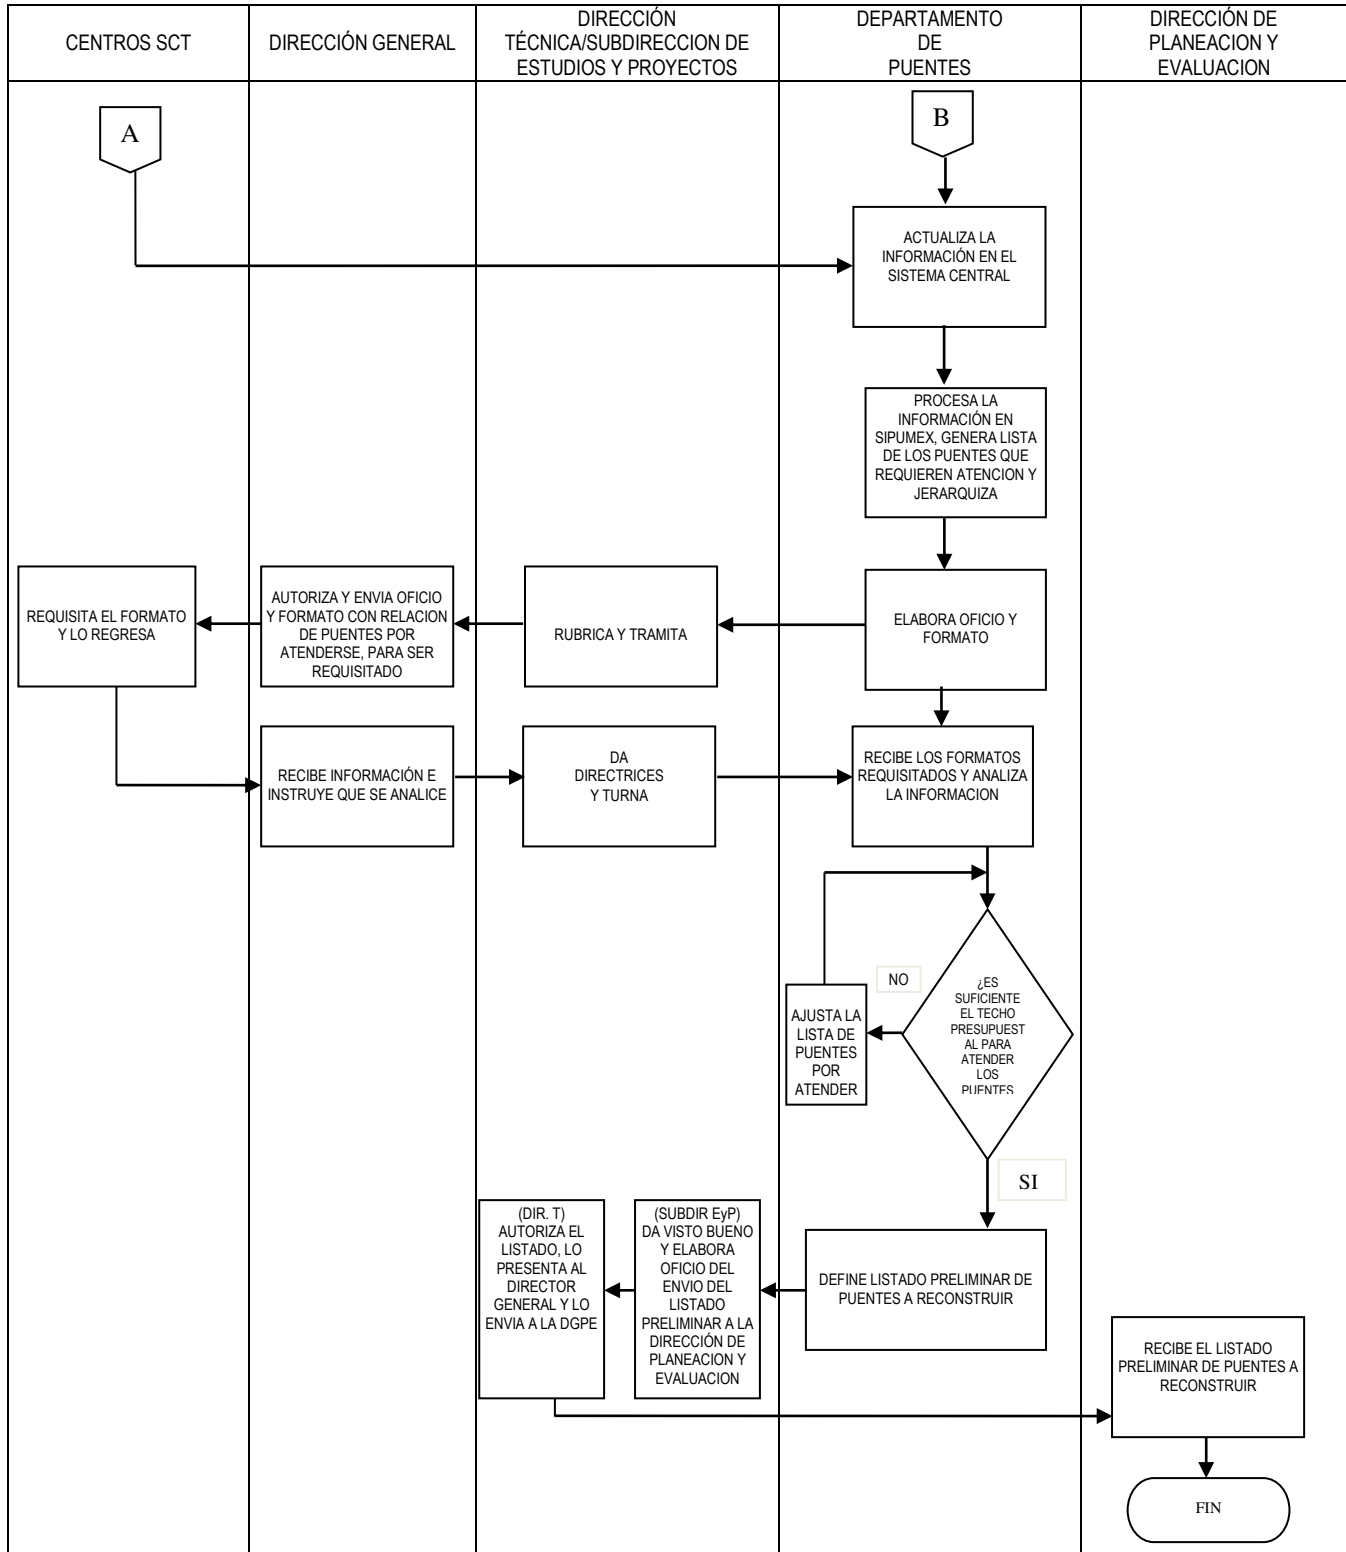 CENTROS SCT
DIRECCIÓN GENERAL
DIRECCIÓN
TÉCNICA/SUBDIRECCION DE
ESTUDIOS Y PROYECTOS
DEPARTAMENTO
DE
PUENTES
DIRECCIÓN DE
PLANEACION Y
EVALUACION
A
B
ACTUALIZA LA
INFORMACIÓN EN EL
SISTEMA CENTRAL
PROCESA LA
INFORMACIÓN EN
SIPUMEX, GENERA LISTA
DE LOS PUENTES QUE
REQUIEREN ATENCION Y
JERARQUIZA
REQUISITA EL FORMATO
Y LO REGRESA
AUTORIZA Y ENVIA OFICIO
Y FORMATO CON RELACION
DE PUENTES POR
ATENDERSE, PARA SER
REQUISITADO
RUBRICA Y TRAMITA
ELABORA OFICIO Y
FORMATO
RECIBE INFORMACIÓN E
INSTRUYE QUE SE ANALICE
DA
DIRECTRICES
Y TURNA
RECIBE LOS FORMATOS
REQUISITADOS Y ANALIZA
LA INFORMACION
NO
AJUSTA LA
LISTA DE
PUENTES
POR
ATENDER
¿ES
SUFICIENTE
EL TECHO
PRESUPUEST
AL PARA
ATENDER
LOS
PUENTES
SI
(DIR. T)
AUTORIZA EL
LISTADO, LO
PRESENTA AL
DIRECTOR
GENERAL Y LO
ENVIA A LA DGPE
(SUBDIR EyP)
DA VISTO BUENO
Y ELABORA
OFICIO DEL
ENVIO DEL
LISTADO
PRELIMINAR A LA
DIRECCIÓN DE
PLANEACION Y
EVALUACION
DEFINE LISTADO PRELIMINAR DE
PUENTES A RECONSTRUIR
RECIBE EL LISTADO
PRELIMINAR DE PUENTES A
RECONSTRUIR
FIN